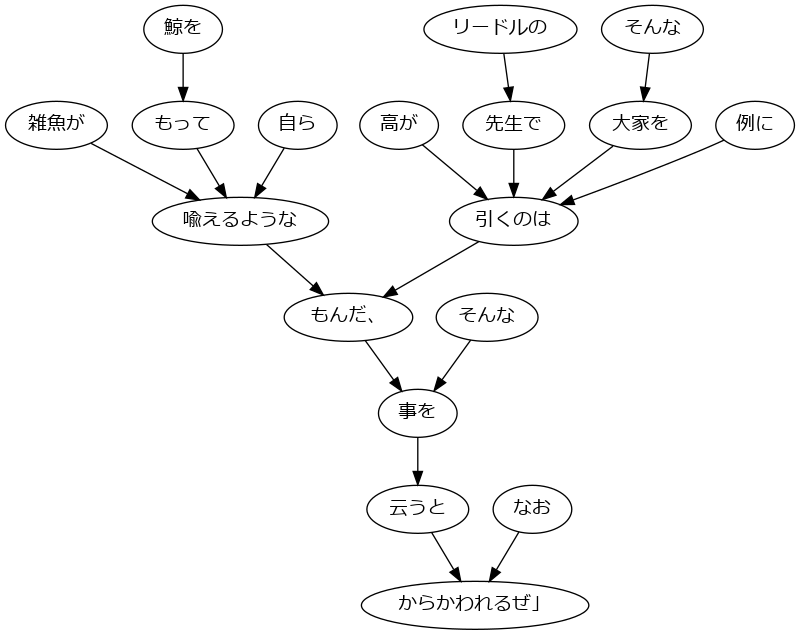 鯨を
リードルの
そんな
雑魚が
もって
自ら
高が
先生で
大家を
例に
喩えるような
引くのは
もんだ、
そんな
事を
云うと
なお
からかわれるぜ」